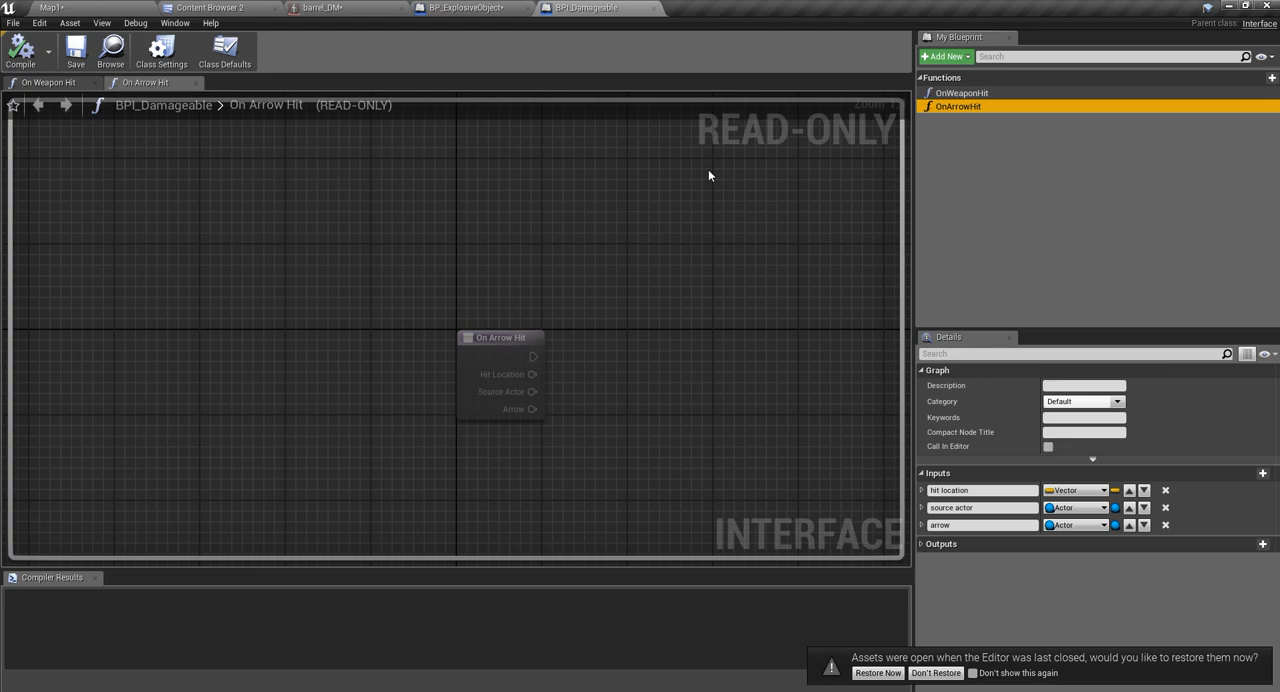 Map1*
Content Browser 2
barrel_DM*
BP_ExplosiveObject*
BPI_Damageable
File Edit Asset View Debug Window Help
Parent class: Interface
Compile
Save
Browse
Class Settings
Class Defaults
My Blueprint
+ Add New
Search
On Weapon Hit
On Arrow Hit
Functions
OnWeaponHit
OnArrowHit
BPI_Damageable > On Arrow Hit (READ-ONLY)
READ-ONLY
On Arrow Hit
Hit Location
Source Actor
Arrow
INTERFACE
Details
Search
Graph
Description
Category Default
Keywords
Compact Node Title
Call In Editor
Inputs
hit location Vector
source actor Actor
arrow Actor
Outputs
Compiler Results
Assets were open when the Editor was last closed, would you like to restore them now?
Restore Now Don't Restore Don't show this again